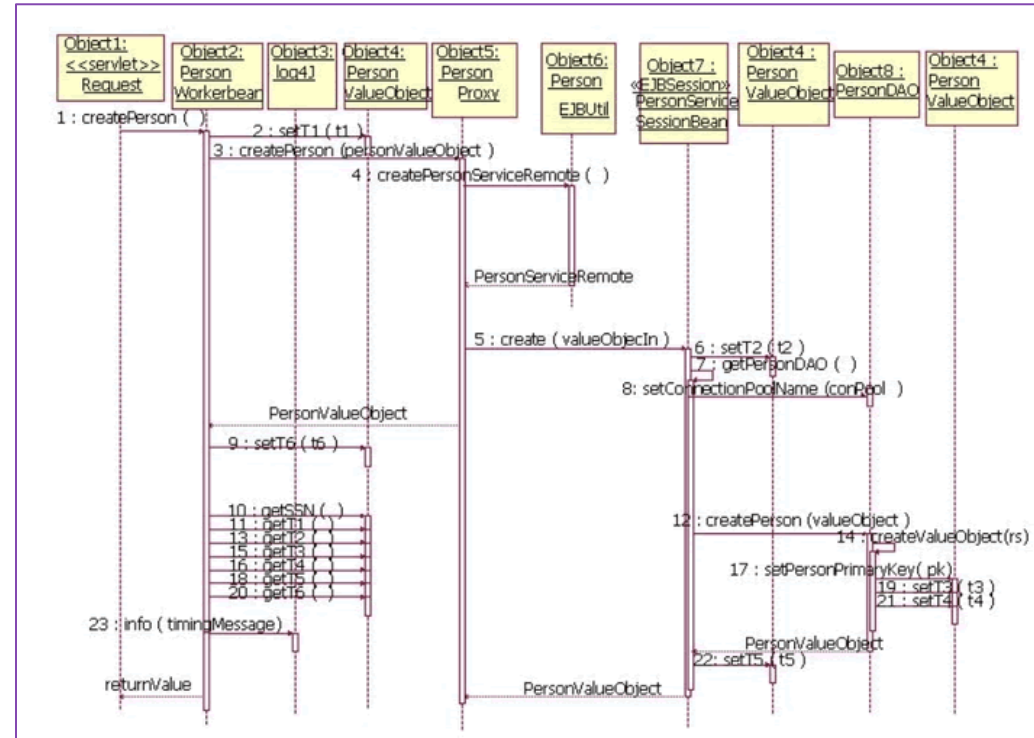 Object1:
<<servlet>>
Request
Object2:
Person
Workerbean
Object3:
log4J
Object4:
Person
ValueObject
Object5:
Person
Proxy
Object6:
Person
EJBUtil
Object7 :
«EJBSession»
PersonService
SessionBean
Object4 :
Person
ValueObject
Object8 :
PersonDAO
Object4 :
Person
ValueObject
1 : createPerson ( )
2 : setT1 ( t1 )
3 : createPerson (personValueObject )
4 : createPersonServiceRemote ( )
PersonServiceRemote
5 : create ( valueObjecIn )
6 : setT2 ( t2 )
7 : getPersonDAO ( )
8: setConnectionPoolName (conPool )
PersonValueObject
9 : setT6 ( t6 )
10 : getSSN ( )
11 : getT1 ( )
12 : createPerson (valueObject )
13 : getT2 ( )
14 : createValueObject(rs)
15 : getT3 ( )
16 : getT4 ( )
17 : setPersonPrimaryKey( pk)
18 : getT5 ( )
19 : setT3 ( t3 )
20 : getT6 ( )
21 : setT4 ( t4 )
23 : info ( timingMessage)
PersonValueObject
22: setT5 ( t5 )
returnValue
PersonValueObject